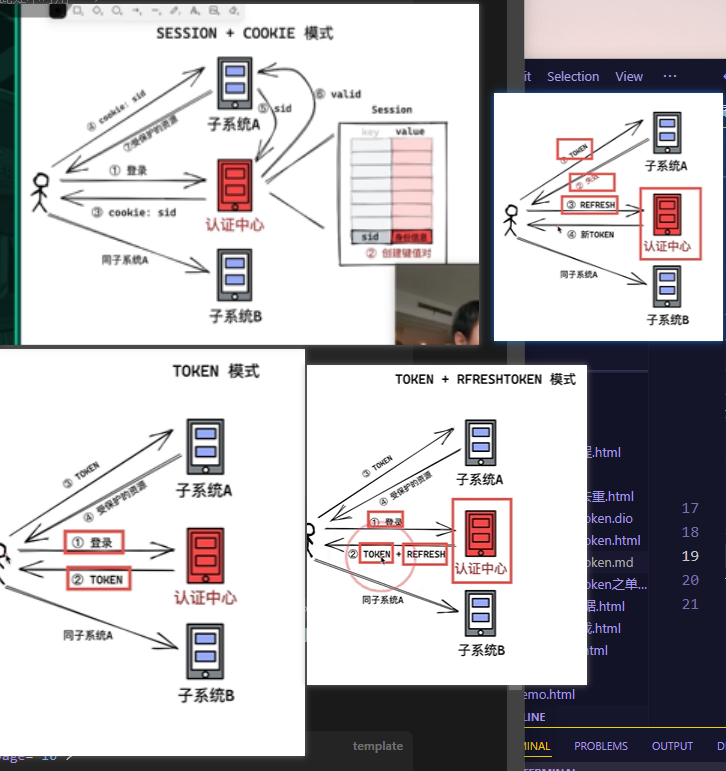 SESSION + COOKIE 模式
④ cookie: sid
⑦受保护的资源
子系统A
⑤ sid
⑥ valid
Session
key value
① 登录
③ cookie: sid
认证中心
sid 身份信息
② 创建键值对
同子系统A
子系统B
Selection View ...
① TOKEN
② 失效
子系统A
③ REFRESH
④ 新TOKEN
认证中心
同子系统A
子系统B
TOKEN 模式
③ TOKEN
④ 受保护的资源
子系统A
① 登录
② TOKEN
认证中心
同子系统A
子系统B
TOKEN + RFRESHTOKEN 模式
③ TOKEN
④ 受保护的资源
子系统A
① 登录
② TOKEN + REFRESH
认证中心
同子系统A
子系统B
.html
去重.html
oken.dio
oken.html
oken.md
oken之单...
.html
.html
html
emo.html
LINE
17
18
19
20
21
MINAL PROBLEMS OUTPUT D
TERMINAL
template
page="10"